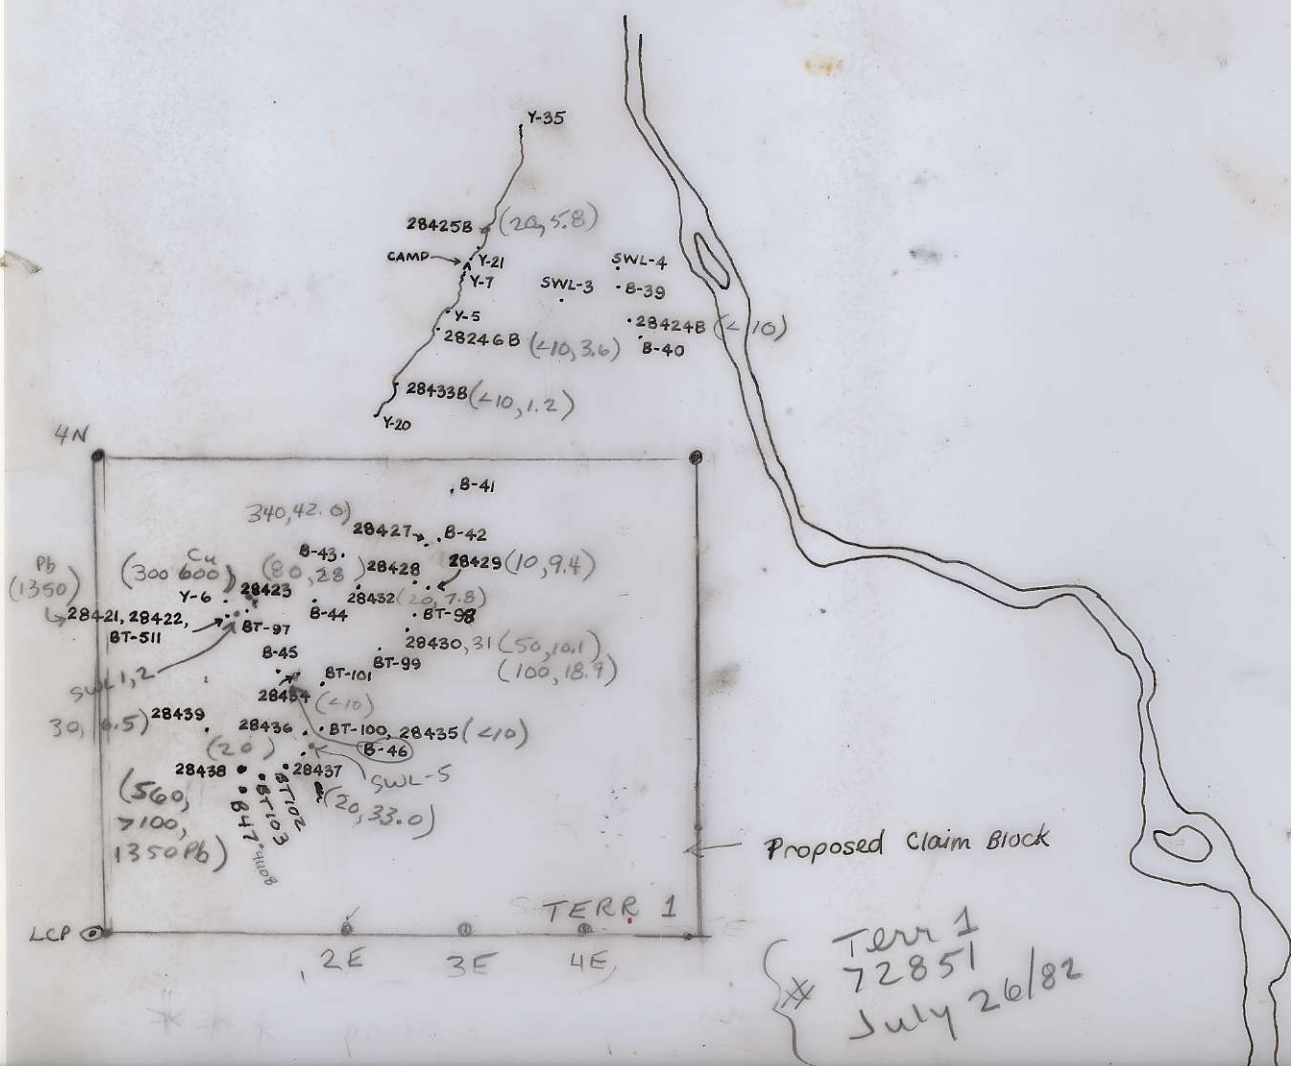 Y-35
28425B (20,5.8)
CAMP Y-21
Y-7
SWL-4
SWL-3
B-39
Y-5
28424B (<10)
28246B (<10,3.6)
B-40
28433B (<10,1.2)
Y-20
4N
B-41
340,42.0)
28427
B-42
Cu
B-43
28428
28429 (10,9.4)
Pb
(1350)
(300 600)
(80,28)
28423
28432 (20,7.8)
Y-6
B-44
BT-98
28421, 28422,
BT-511
BT-97
28430,31 (50,10.1)
(100,18.9)
B-45
BT-99
BT-101
SWL 1,2
28434
(<10)
30, 6.5)
28439
28436
BT-100, 28435 (<10)
B-46
(20)
28438
28437
SWL-5
(20,33.0)
(560,
>100,
1350Pb)
B47
BT103
BT102
Proposed Claim Block
LCP
TERR 1
2E
3E
4E
Terr 1
72851
July 26/82